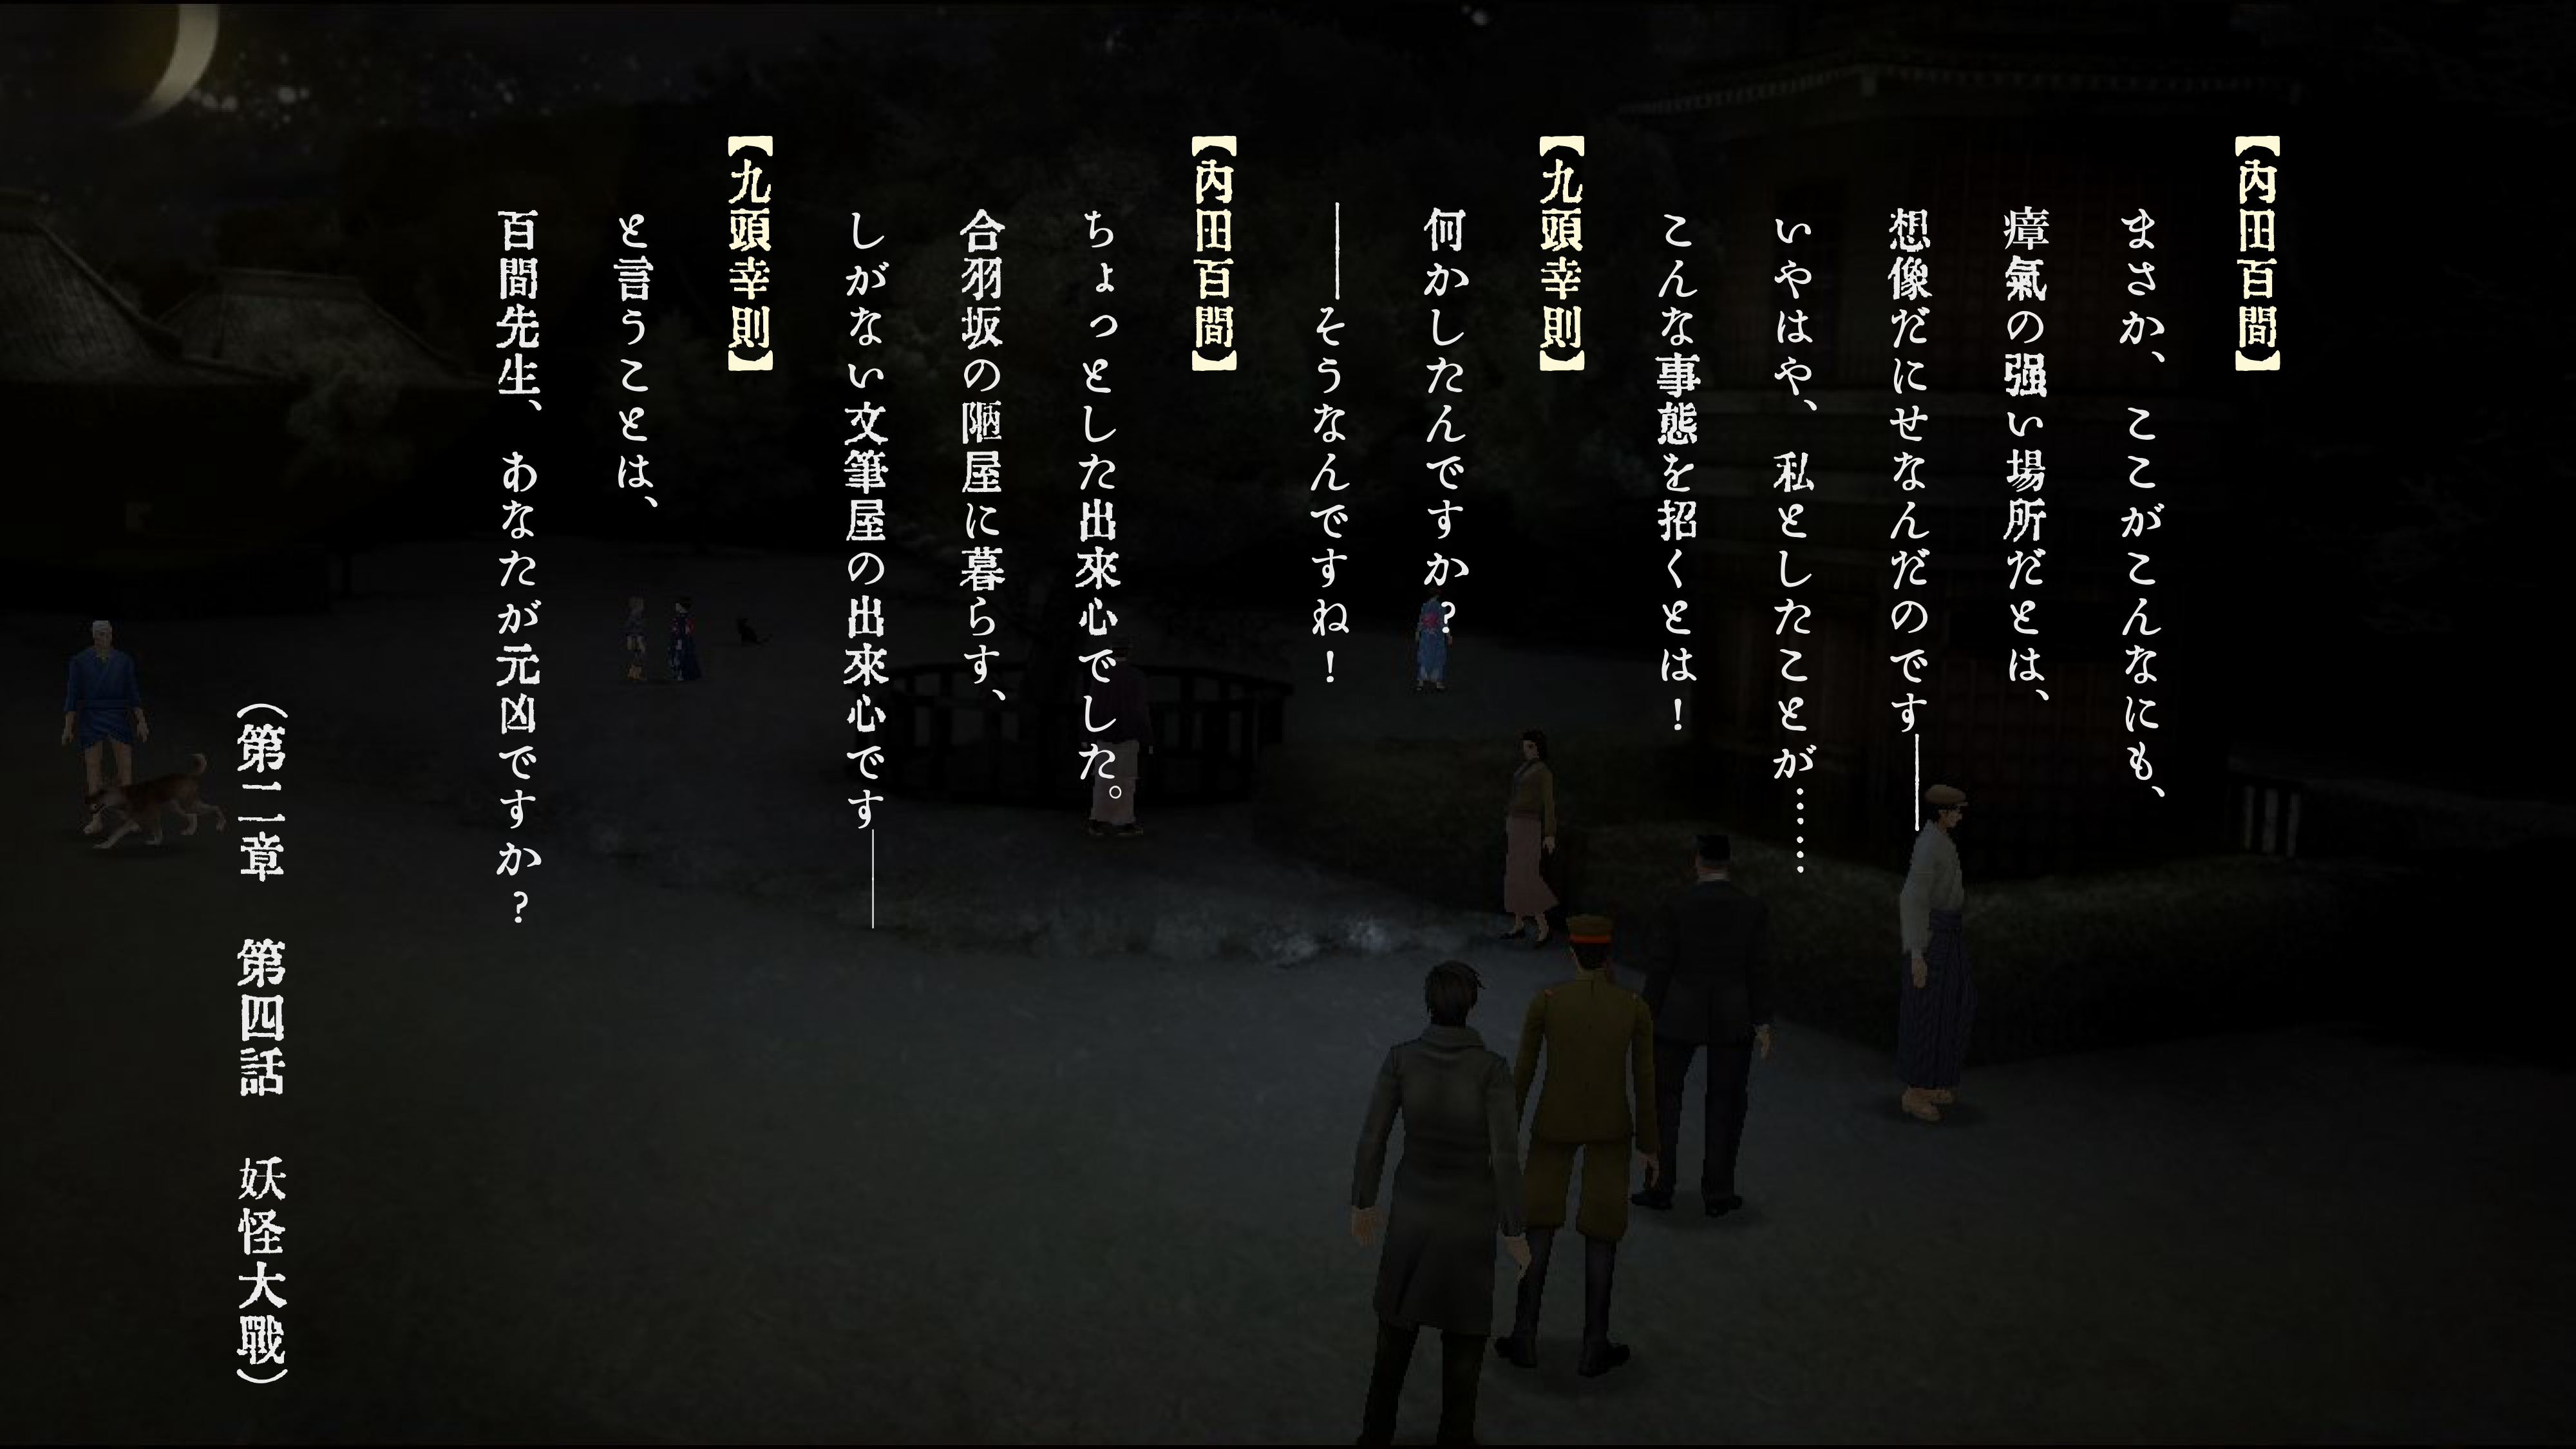 【內田百間】
まさか、ここがこんなにも、
瘴氣の强い場所だとは、
想像だにせなんだのです――
いやはや、私としたことが……
こんな事態を招くとは！
【九頭幸則】
何かしたんですか？
――そうなんですね！
【內田百間】
ちょっとした出來心でした。
合羽坂の陋屋に暮らす、
しがない文筆屋の出來心です――
【九頭幸則】
と言うことは、
百間先生、あなたが元凶ですか？
（第二章　第四話　妖怪大戰）